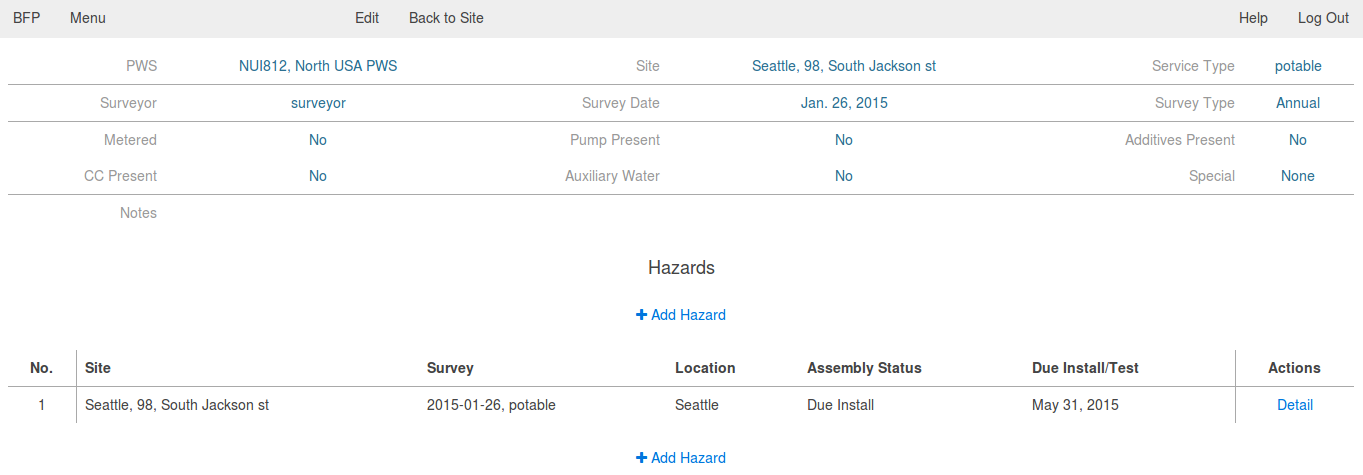 BFP Menu Edit Back to Site Help Log Out
PWS NUI812, North USA PWS Site Seattle, 98, South Jackson st Service Type potable
Surveyor surveyor Survey Date Jan. 26, 2015 Survey Type Annual
Metered No Pump Present No Additives Present No
CC Present No Auxiliary Water No Special None
Notes
Hazards
Add Hazard
No. Site Survey Location Assembly Status Due Install/Test Actions
1 Seattle, 98, South Jackson st 2015-01-26, potable Seattle Due Install May 31, 2015 Detail
Add Hazard